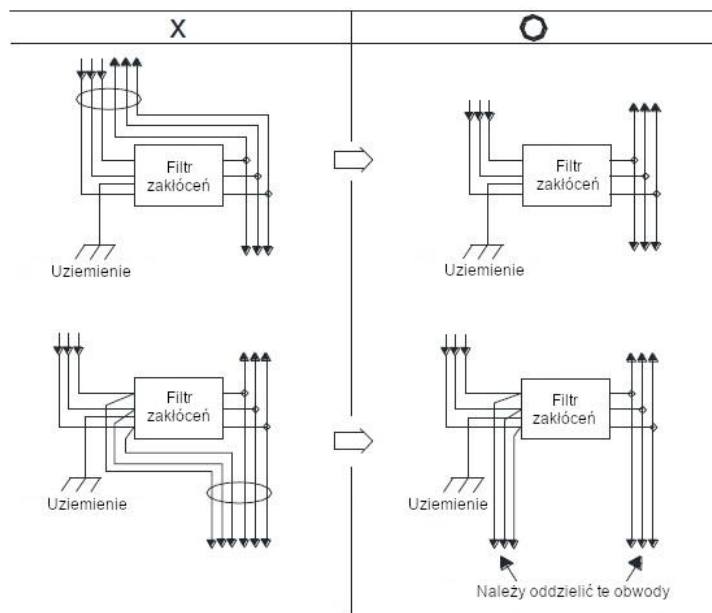 X
Filtr
zakłóceń
Uziemienie
Filtr
zakłóceń
Uziemienie
Filtr
zakłóceń
Uziemienie
Filtr
zakłóceń
Uziemienie
Należy oddzielić te obwody